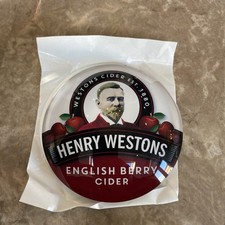 WESTONS CIDER EST. 1880.
HENRY WESTONS
ENGLISH BERRY
CIDER